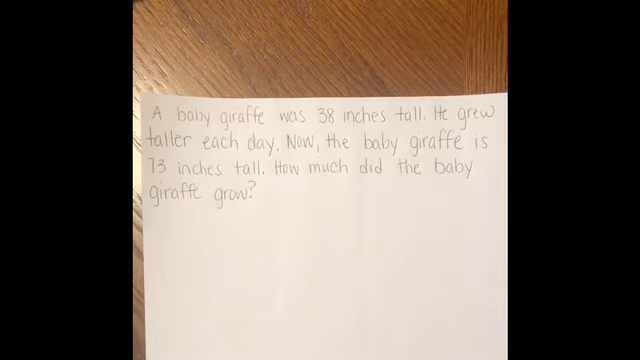 A baby giraffe was 38 inches tall. He grew
taller each day. Now, the baby giraffe is
73 inches tall. How much did the baby
giraffe grow?